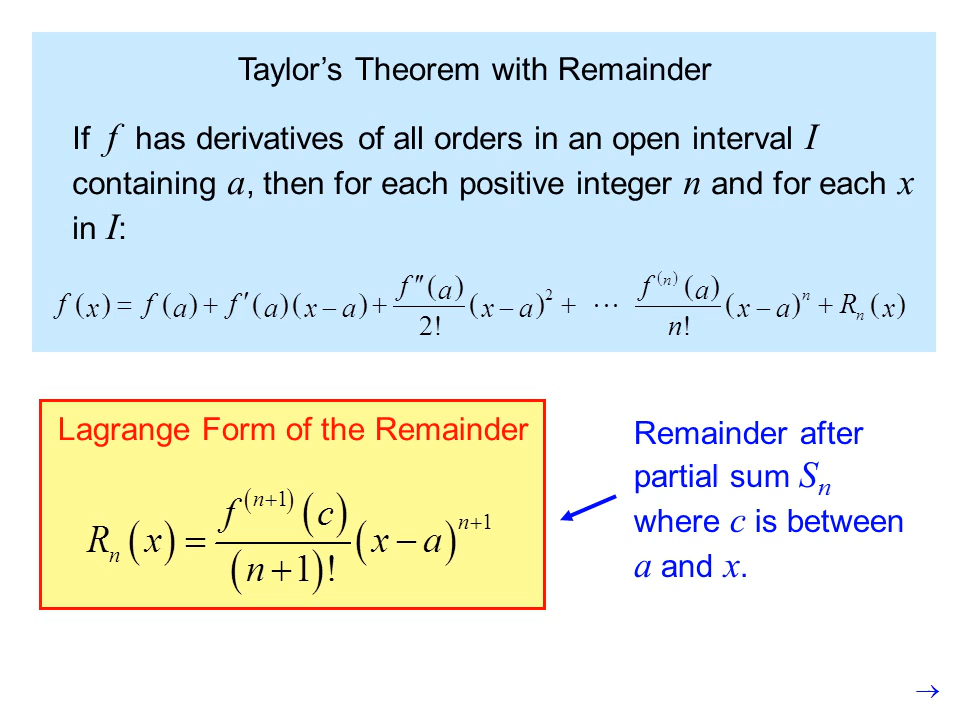 Taylor’s Theorem with Remainder
If f has derivatives of all orders in an open interval I
containing a, then for each positive integer n and for each x
in I:
f(x) = f(a) + f′(a)(x − a) + f″(a)/2! (x − a)² + ⋯ f⁽ⁿ⁾(a)/n! (x − a)ⁿ + Rₙ(x)
Lagrange Form of the Remainder
Rₙ(x) = f⁽ⁿ⁺¹⁾(c)/(n+1)! (x − a)ⁿ⁺¹
Remainder after
partial sum Sₙ
where c is between
a and x.
→